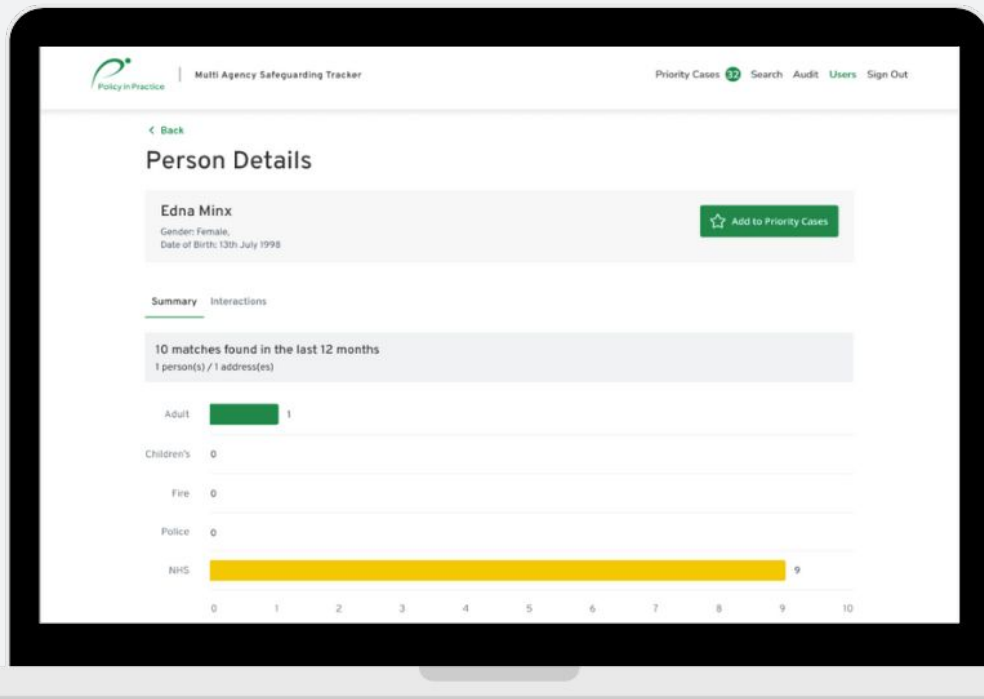 Policy in Practice
Multi Agency Safeguarding Tracker
Priority Cases 32 Search Audit Users Sign Out
< Back
Person Details
Edna Minx
Gender: Female,
Date of Birth: 13th July 1998
Add to Priority Cases
Summary Interactions
10 matches found in the last 12 months
1 person(s) / 1 address(es)
Adult 1
Children's 0
Fire 0
Police 0
NHS 9
0 1 2 3 4 5 6 7 8 9 10